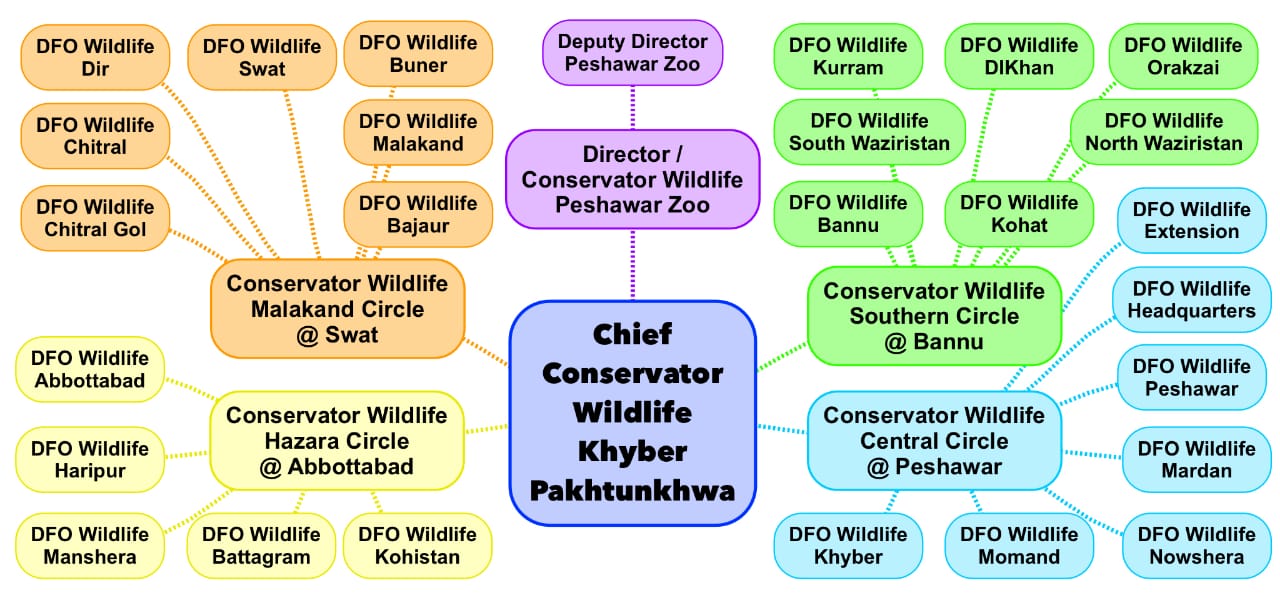 DFO Wildlife
Dir
DFO Wildlife
Swat
DFO Wildlife
Buner
DFO Wildlife
Chitral
DFO Wildlife
Malakand
DFO Wildlife
Chitral Gol
DFO Wildlife
Bajaur
Conservator Wildlife
Malakand Circle
@ Swat
Deputy Director
Peshawar Zoo
Director /
Conservator Wildlife
Peshawar Zoo
Chief
Conservator
Wildlife
Khyber
Pakhtunkhwa
DFO Wildlife
Kurram
DFO Wildlife
DIKhan
DFO Wildlife
Orakzai
DFO Wildlife
South Waziristan
DFO Wildlife
North Waziristan
DFO Wildlife
Bannu
DFO Wildlife
Kohat
Conservator Wildlife
Southern Circle
@ Bannu
DFO Wildlife
Abbottabad
DFO Wildlife
Haripur
Conservator Wildlife
Hazara Circle
@ Abbottabad
DFO Wildlife
Manshera
DFO Wildlife
Battagram
DFO Wildlife
Kohistan
DFO Wildlife
Extension
DFO Wildlife
Headquarters
DFO Wildlife
Peshawar
Conservator Wildlife
Central Circle
@ Peshawar
DFO Wildlife
Mardan
DFO Wildlife
Khyber
DFO Wildlife
Momand
DFO Wildlife
Nowshera